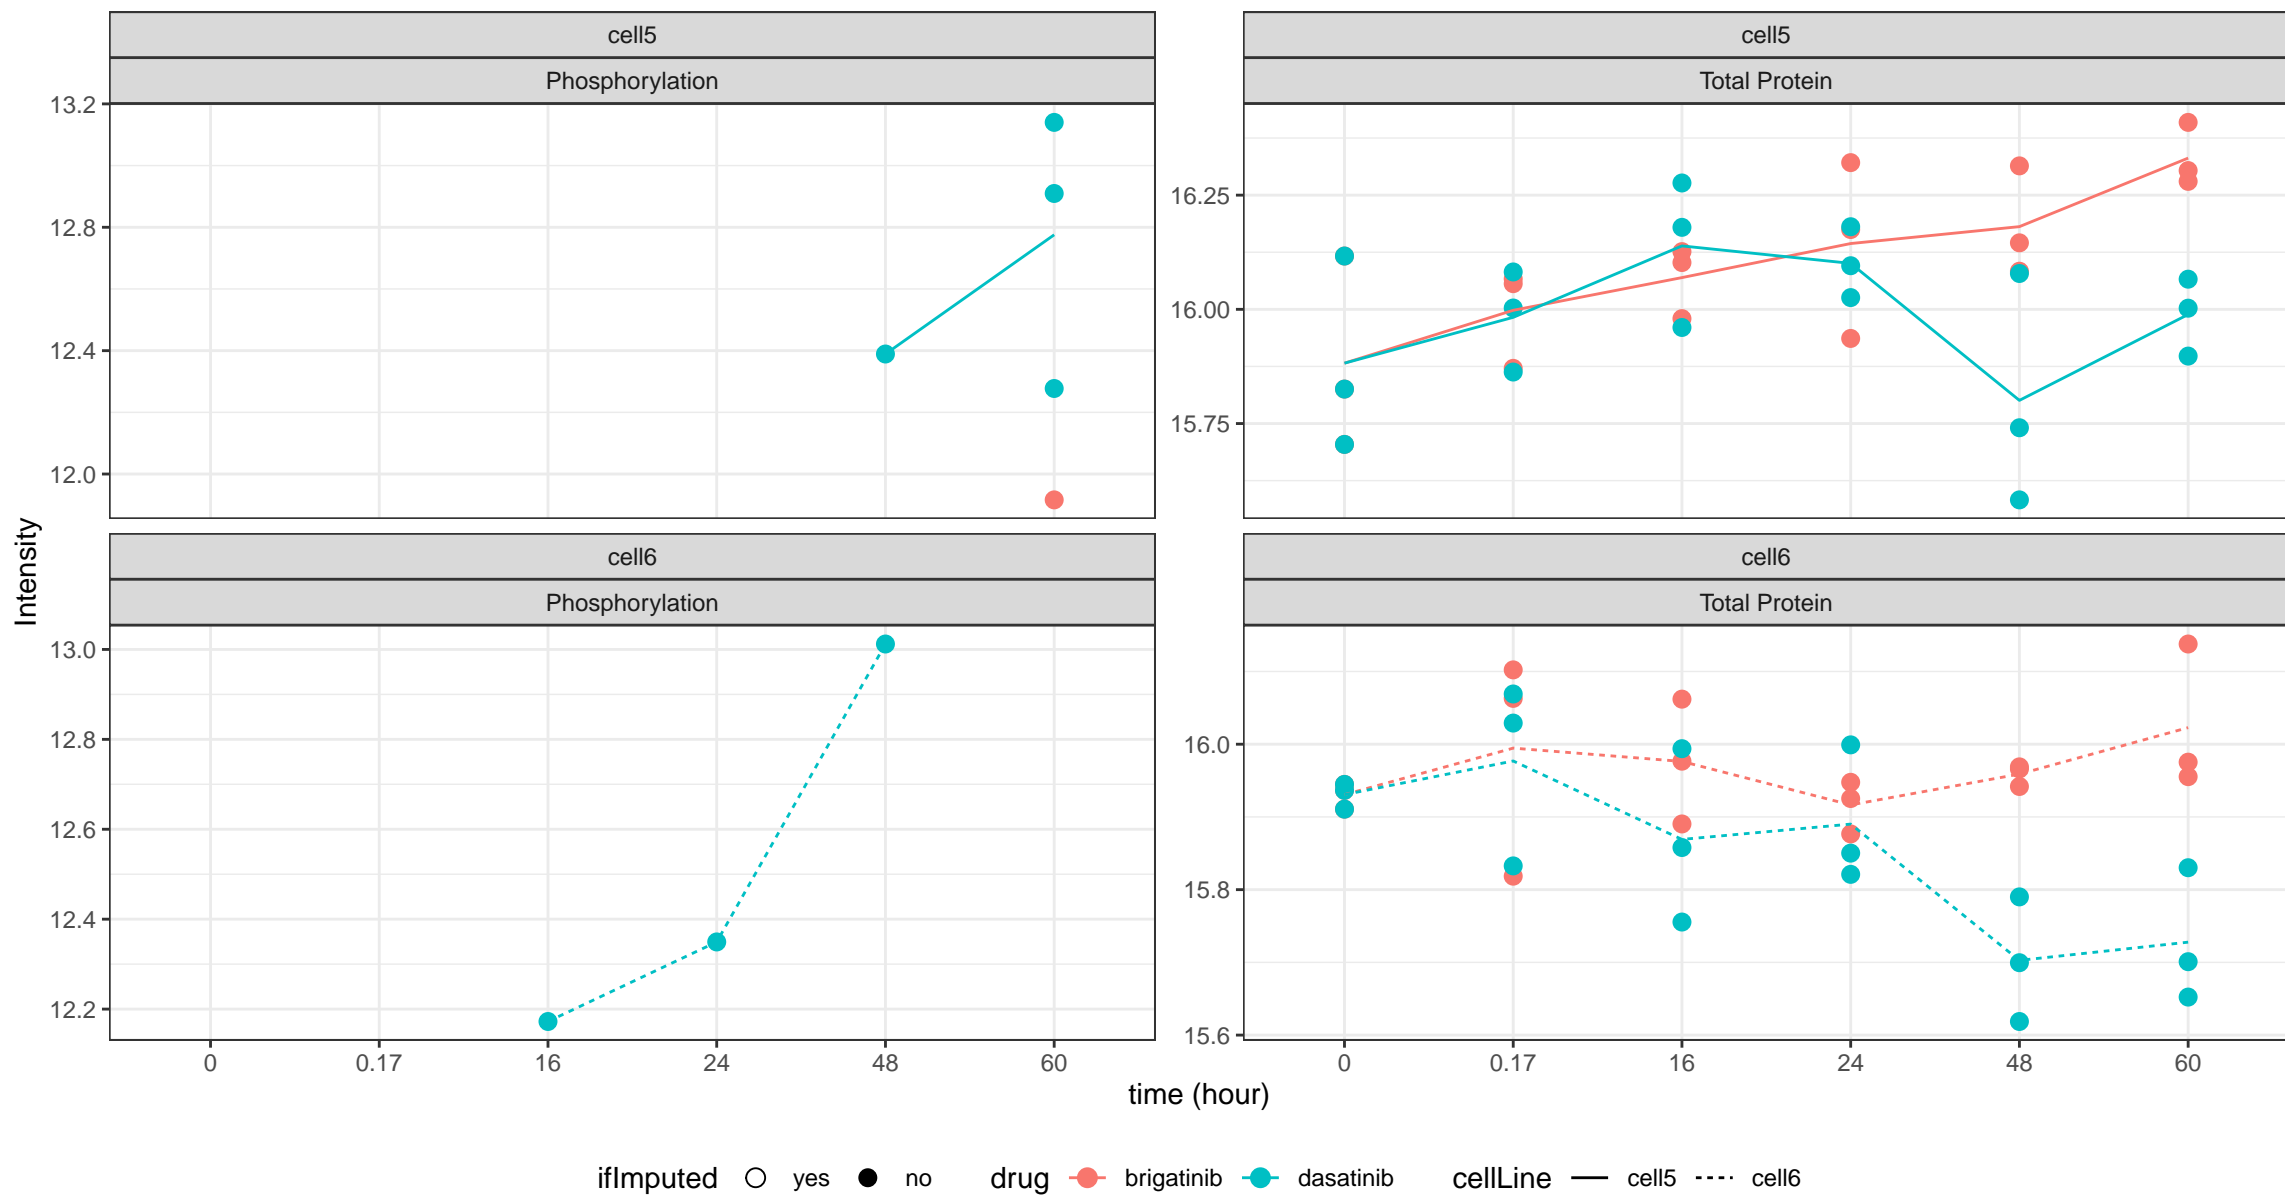 cell5
Phosphorylation
13.2
12.8
12.4
12.0
cell5
Total Protein
16.25
16.00
15.75
Intensity
cell6
Phosphorylation
13.0
12.8
12.6
12.4
12.2
0 0.17 16 24 48 60
cell6
Total Protein
16.0
15.8
15.6
0 0.17 16 24 48 60
time (hour)
ifImputed yes no drug brigatinib dasatinib cellLine cell5 cell6